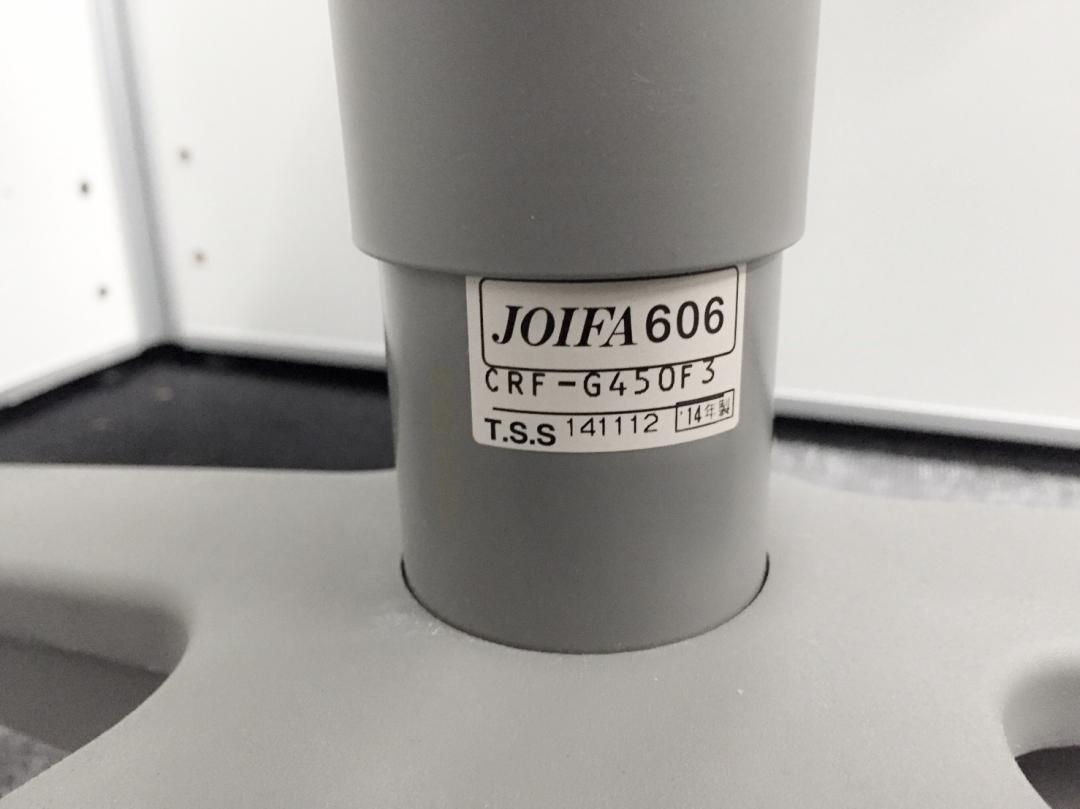 JOIFA 606
CRF-G450F3
T.S.S 141112 '14年製